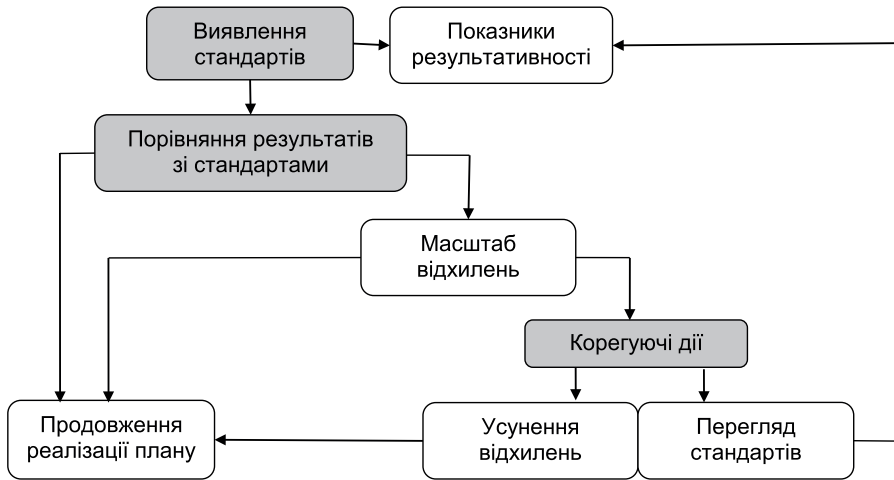 Виявлення
стандартів
Показники
результативності
Порівняння результатів
зі стандартами
Масштаб
відхилень
Корегуючі дії
Продовження
реалізації плану
Усунення
відхилень
Перегляд
стандартів